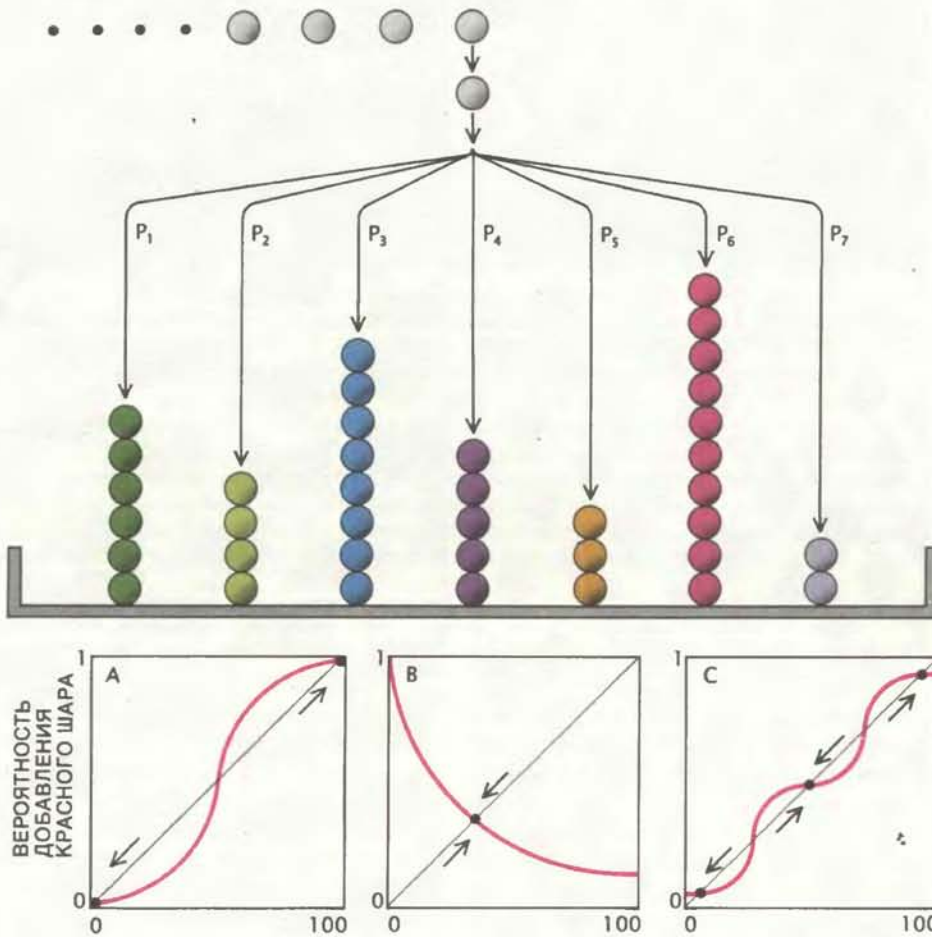 P₁
P₂
P₃
P₄
P₅
P₆
P₇
ВЕРОЯТНОСТЬ
ДОБАВЛЕНИЯ
КРАСНОГО ШАРА
1
A
0
0
100
1
B
0
0
100
1
C
0
0
100